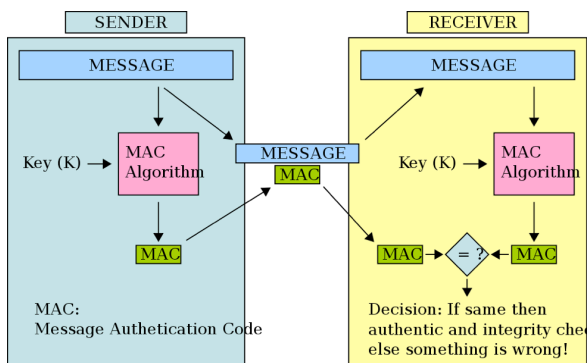 SENDER
RECEIVER
MESSAGE
MESSAGE
Key (K)
MAC
Algorithm
MESSAGE
MAC
Key (K)
MAC
Algorithm
MAC
MAC
= ?
MAC
MAC:
Message Authetication Code
Decision: If same then
authentic and integrity chec
else something is wrong!